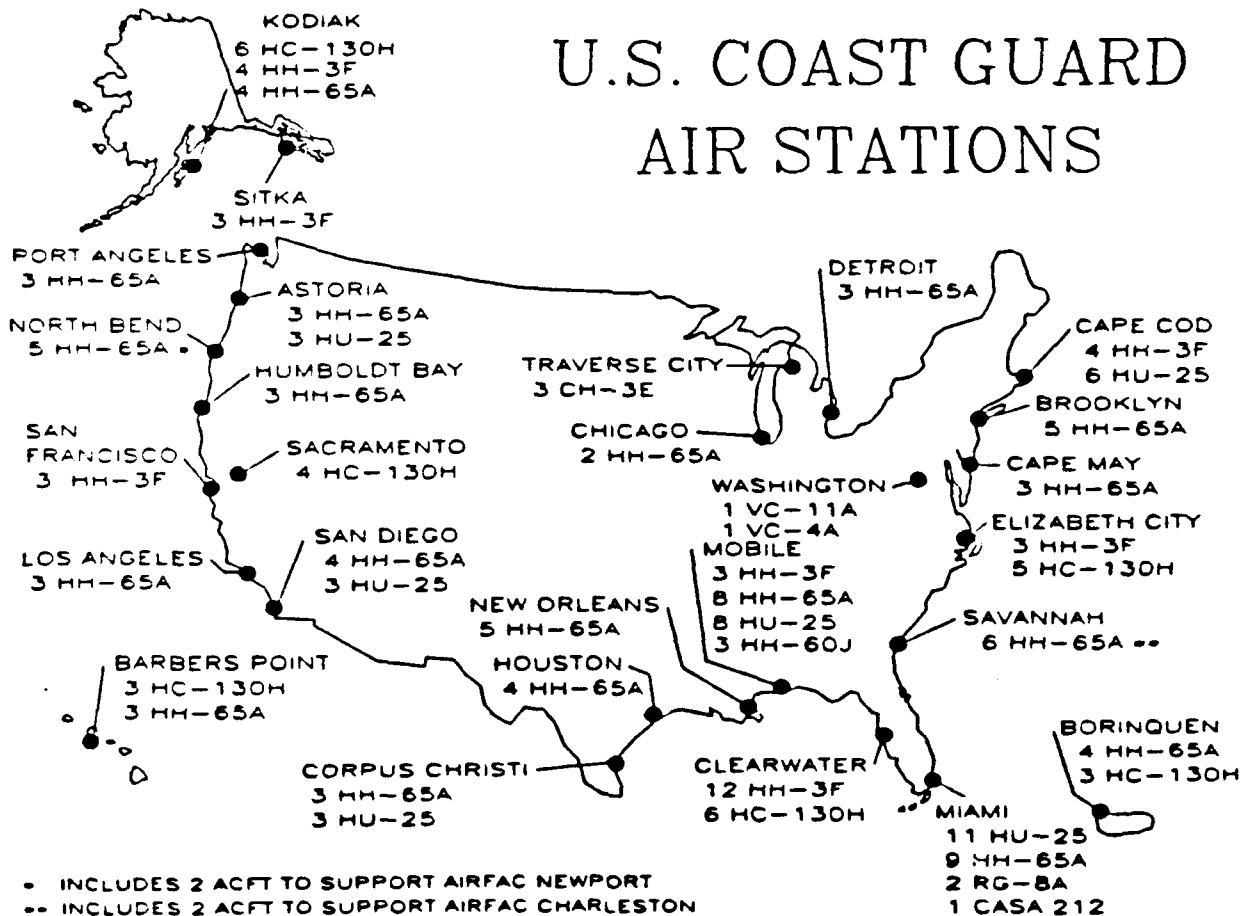 U.S. COAST GUARD
AIR STATIONS
KODIAK
6 HC-130H
4 HH-3F
4 HH-65A
SITKA
3 HH-3F
PORT ANGELES
3 HH-65A
ASTORIA
3 HH-65A
3 HU-25
NORTH BEND
5 HH-65A •
HUMBOLDT BAY
3 HH-65A
SAN
FRANCISCO
3 HH-3F
SACRAMENTO
4 HC-130H
LOS ANGELES
3 HH-65A
SAN DIEGO
4 HH-65A
3 HU-25
BARBERS POINT
3 HC-130H
3 HH-65A
DETROIT
3 HH-65A
TRAVERSE CITY
3 CH-3E
CHICAGO
2 HH-65A
CAPE COD
4 HH-3F
6 HU-25
BROOKLYN
5 HH-65A
CAPE MAY
3 HH-65A
WASHINGTON
1 VC-11A
1 VC-4A
ELIZABETH CITY
3 HH-3F
5 HC-130H
MOBILE
3 HH-3F
8 HH-65A
8 HU-25
3 HH-60J
NEW ORLEANS
5 HH-65A
HOUSTON
4 HH-65A
SAVANNAH
6 HH-65A ••
CORPUS CHRISTI
3 HH-65A
3 HU-25
CLEARWATER
12 HH-3F
6 HC-130H
BORINQUEN
4 HH-65A
3 HC-130H
MIAMI
11 HU-25
9 HH-65A
2 RG-8A
1 CASA 212
• INCLUDES 2 ACFT TO SUPPORT AIRFAC NEWPORT
•• INCLUDES 2 ACFT TO SUPPORT AIRFAC CHARLESTON